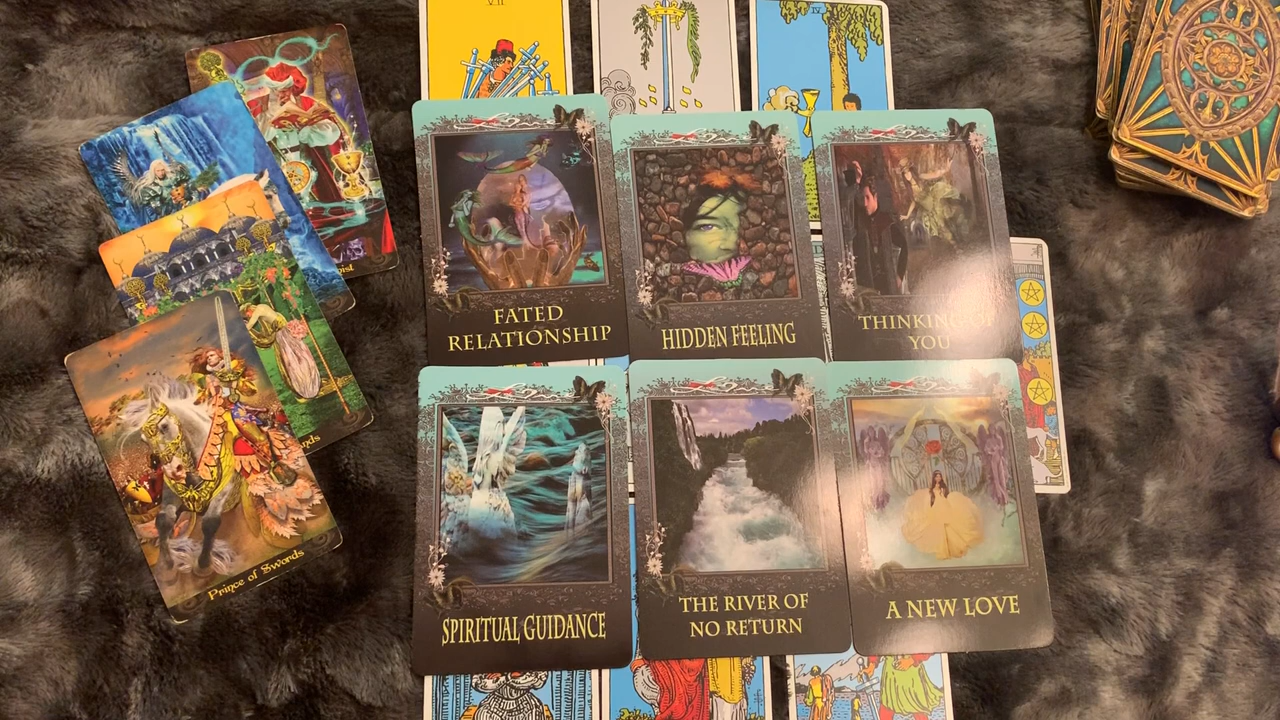 VII
IV
FATED
RELATIONSHIP
HIDDEN FEELING
THINKING OF
YOU
SPIRITUAL GUIDANCE
THE RIVER OF
NO RETURN
A NEW LOVE
Prince of Swords